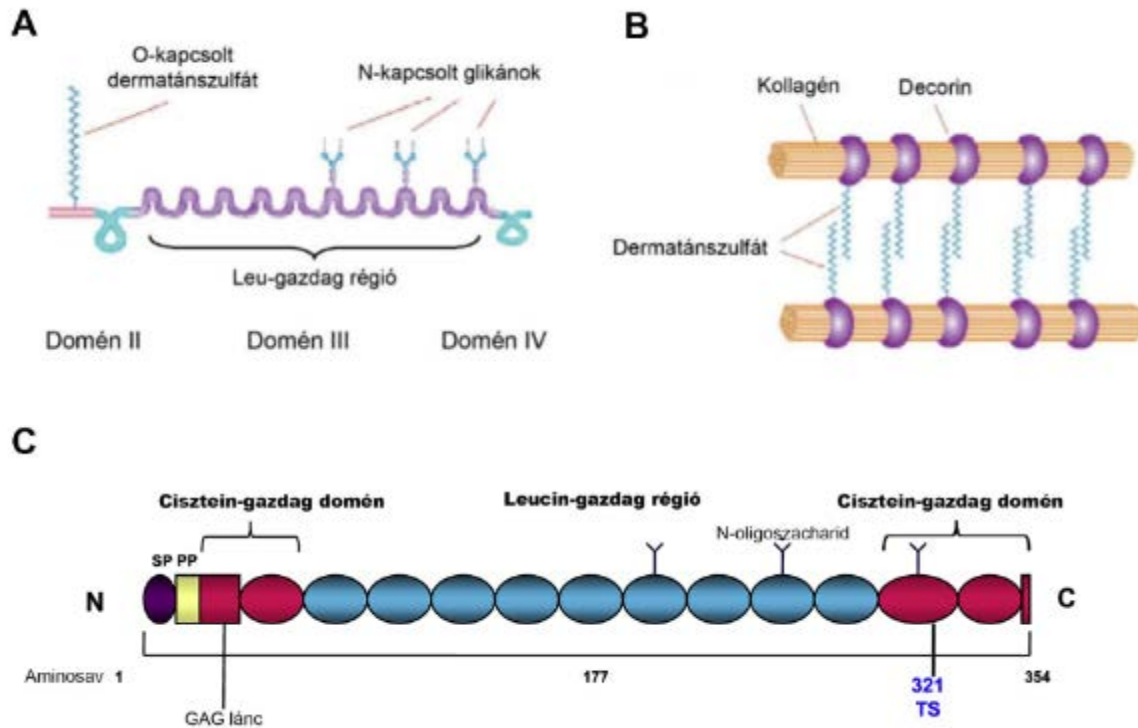 A
O-kapcsolt
dermatánszulfát
N-kapcsolt glikánok
Leu-gazdag régió
Domén II
Domén III
Domén IV
B
Kollagén
Decorin
Dermatánszulfát
C
Cisztein-gazdag domén
Leucin-gazdag régió
Cisztein-gazdag domén
N-oligoszacharid
SP PP
N
C
Aminosav 1
177
321
TS
354
GAG lánc